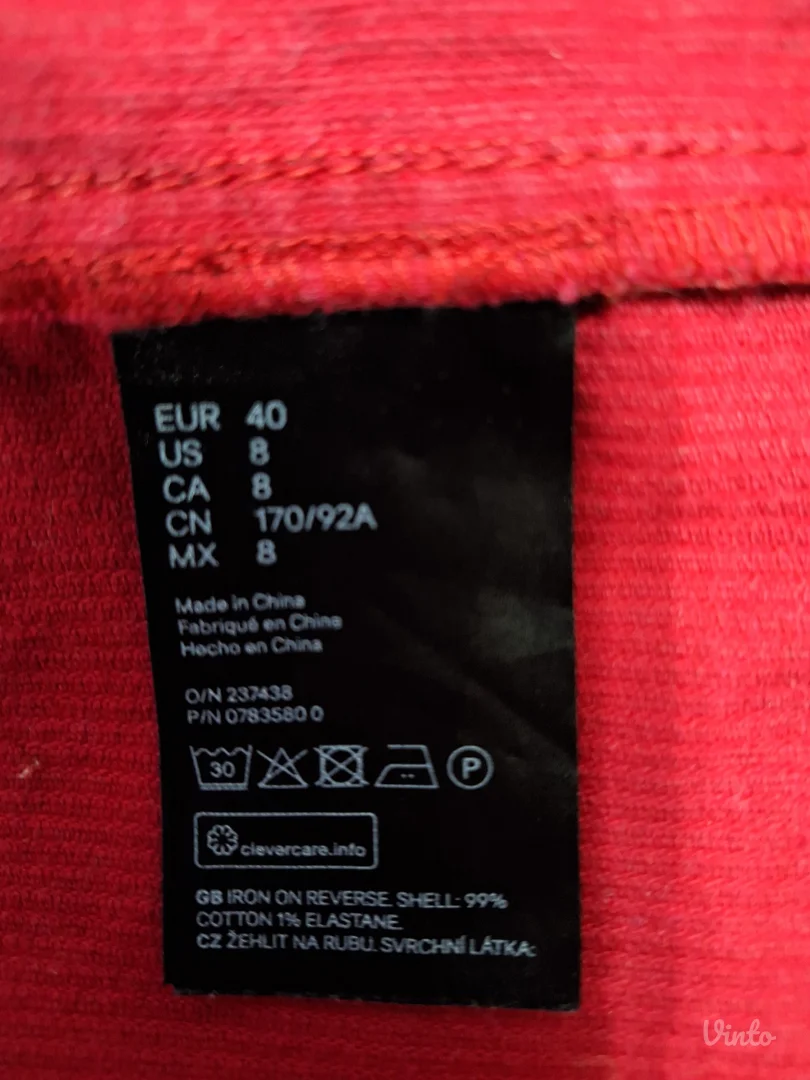 EUR 40
US 8
CA 8
CN 170/92A
MX 8
Made in China
Fabriqué en China
Hecho en China
O/N 237438
P/N 0783580 0
30
P
clevercare.info
GB IRON ON REVERSE. SHELL: 99%
COTTON 1% ELASTANE.
CZ ŽEHLIT NA RUBU. SVRCHNÍ LÁTKA:
Vinto